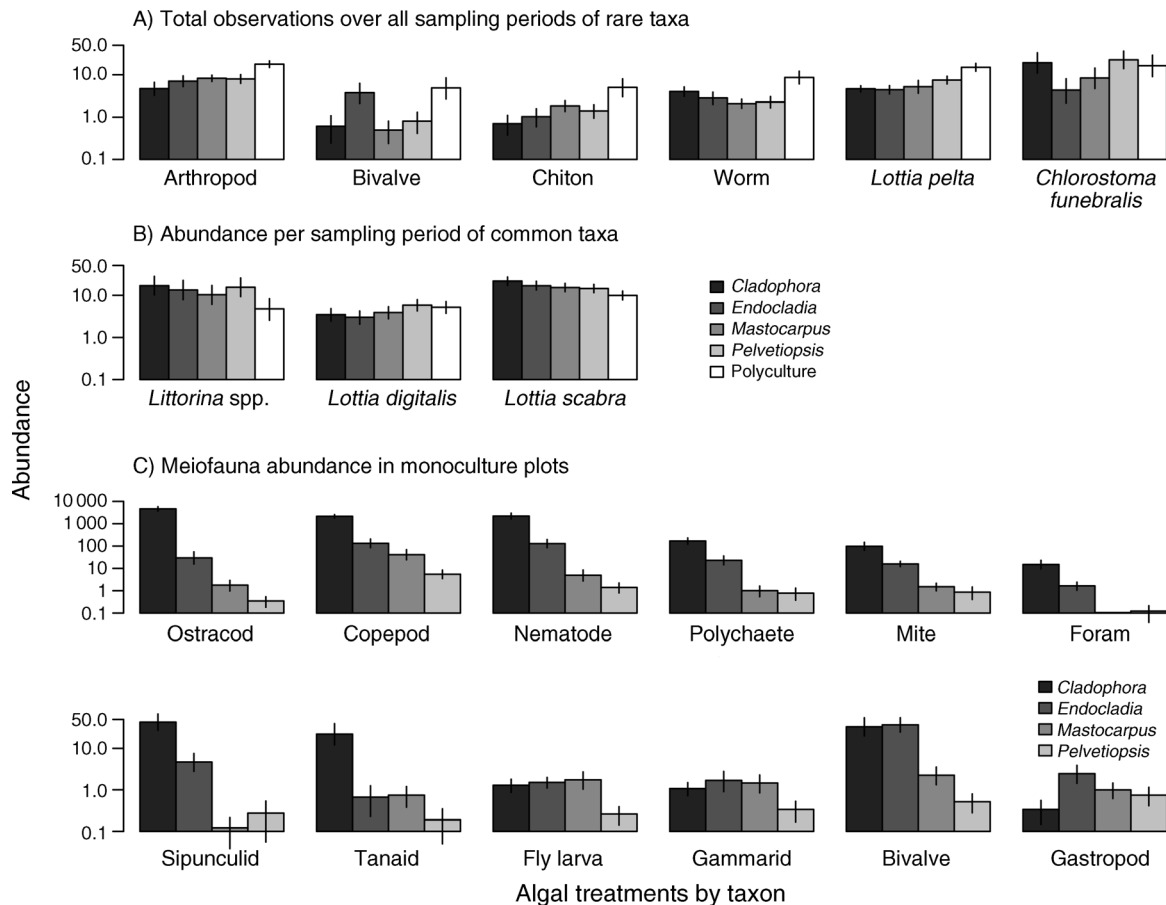 A) Total observations over all sampling periods of rare taxa
50.0
10.0
1.0
0.1
Arthropod Bivalve Chiton Worm Lottia pelta Chlorostoma
funebralis
B) Abundance per sampling period of common taxa
50.0
10.0
1.0
0.1
Littorina spp. Lottia digitalis Lottia scabra
Cladophora
Endocladia
Mastocarpus
Pelvetiopsis
Polyculture
Abundance
C) Meiofauna abundance in monoculture plots
10 000
1 000
100
10
1
0.1
Ostracod Copepod Nematode Polychaete Mite Foram
Cladophora
Endocladia
Mastocarpus
Pelvetiopsis
50.0
10.0
1.0
0.1
Sipunculid Tanaid Fly larva Gammarid Bivalve Gastropod
Algal treatments by taxon